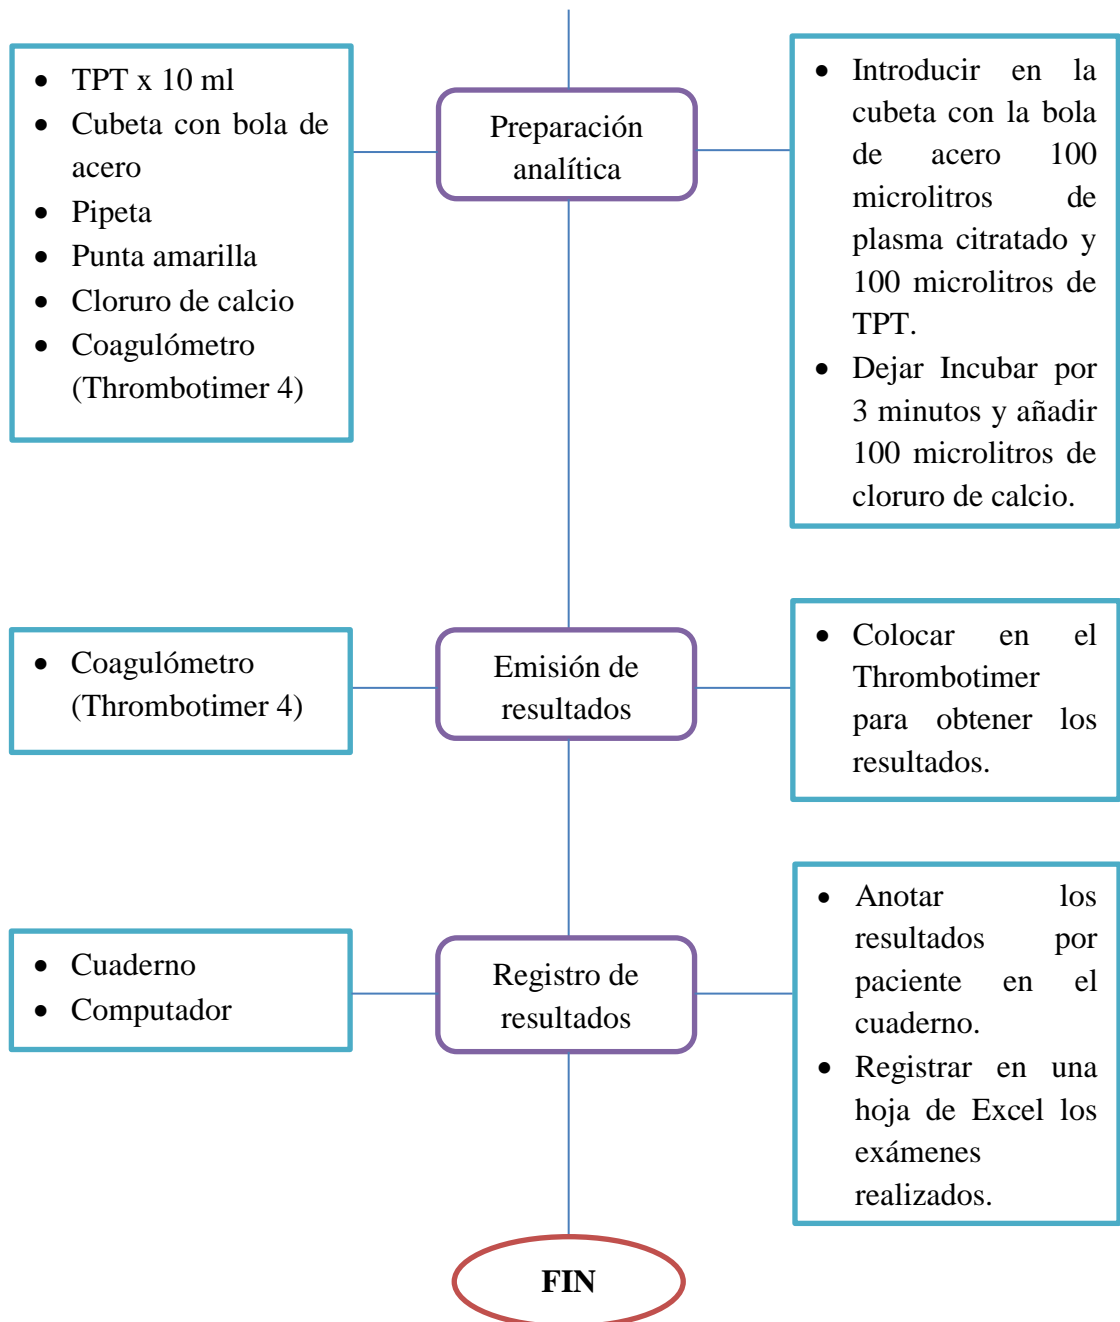 • TPT x 10 ml
• Cubeta con bola de
acero
• Pipeta
• Punta amarilla
• Cloruro de calcio
• Coagulómetro
(Thrombotimer 4)
Preparación
analítica
• Introducir en la
cubeta con la bola
de acero 100
microlitros de
plasma citratado y
100 microlitros de
TPT.
• Dejar Incubar por
3 minutos y añadir
100 microlitros de
cloruro de calcio.
• Coagulómetro
(Thrombotimer 4)
Emisión de
resultados
• Colocar en el
Thrombotimer
para obtener los
resultados.
• Cuaderno
• Computador
Registro de
resultados
• Anotar los
resultados por
paciente en el
cuaderno.
• Registrar en una
hoja de Excel los
exámenes
realizados.
FIN